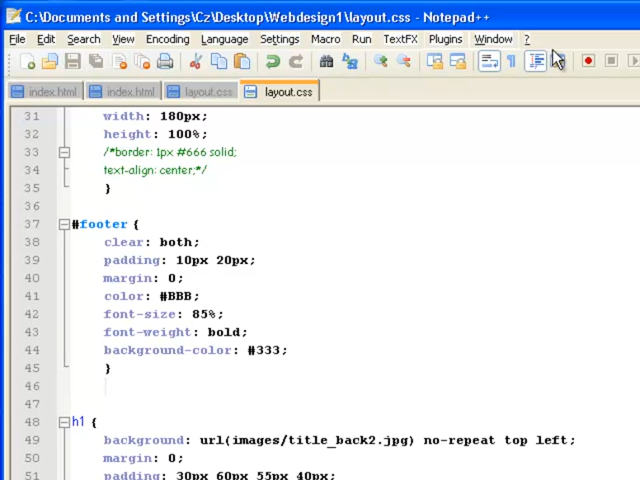 C:\Documents and Settings\Cz\Desktop\Webdesign1\layout.css - Notepad++
File Edit Search View Encoding Language Settings Macro Run TextFX Plugins Window ?
index.html index.html layout.css layout.css
31 width: 180px;
32 height: 100%;
33 /*border: 1px #666 solid;
34 text-align: center;*/
35 }
36
37 #footer {
38 clear: both;
39 padding: 10px 20px;
40 margin: 0;
41 color: #BBB;
42 font-size: 85%;
43 font-weight: bold;
44 background-color: #333;
45 }
46
47
48 h1 {
49 background: url(images/title_back2.jpg) no-repeat top left;
50 margin: 0;
51 padding: 30px 60px 55px 40px;